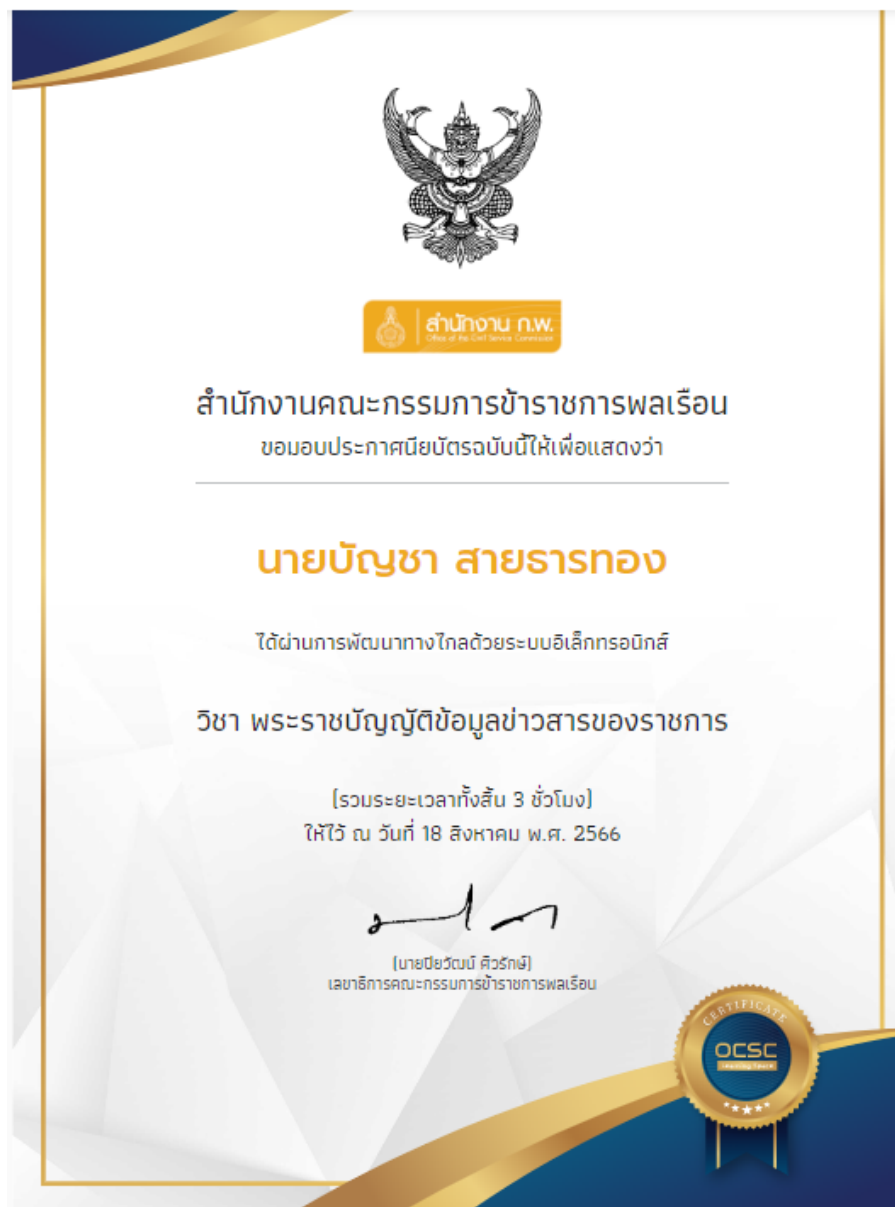 สำนักงาน ก.พ.
Office of the Civil Service Commission
สำนักงานคณะกรรมการข้าราชการพลเรือน
ขอมอบประกาศนียบัตรฉบับนี้ให้เพื่อแสดงว่า
นายบัญชา สายธารทอง
ได้ผ่านการพัฒนาทางไกลด้วยระบบอิเล็กทรอนิกส์
วิชา พระราชบัญญัติข้อมูลข่าวสารของราชการ
(รวมระยะเวลาทั้งสิ้น 3 ชั่วโมง)
ให้ไว้ ณ วันที่ 18 สิงหาคม พ.ศ. 2566
(นายปิยวัฒน์ ศิวรักษ์)
เลขาธิการคณะกรรมการข้าราชการพลเรือน
CERTIFICATE
OCSC
Learning Space